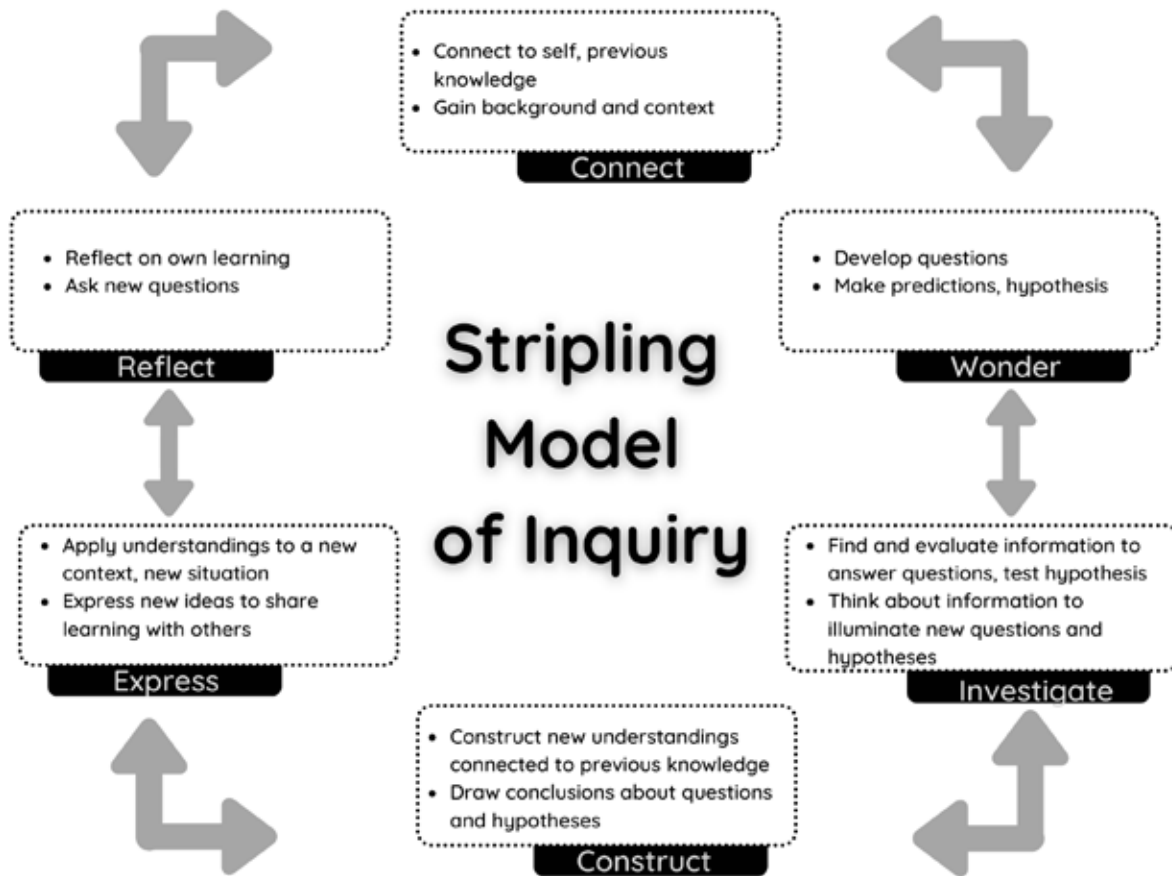 • Connect to self, previous
knowledge
• Gain background and context
Connect
• Develop questions
• Make predictions, hypothesis
Wonder
• Find and evaluate information to
answer questions, test hypothesis
• Think about information to
illuminate new questions and
hypotheses
Investigate
• Construct new understandings
connected to previous knowledge
• Draw conclusions about questions
and hypotheses
Construct
• Apply understandings to a new
context, new situation
• Express new ideas to share
learning with others
Express
• Reflect on own learning
• Ask new questions
Reflect
Stripling
Model
of Inquiry